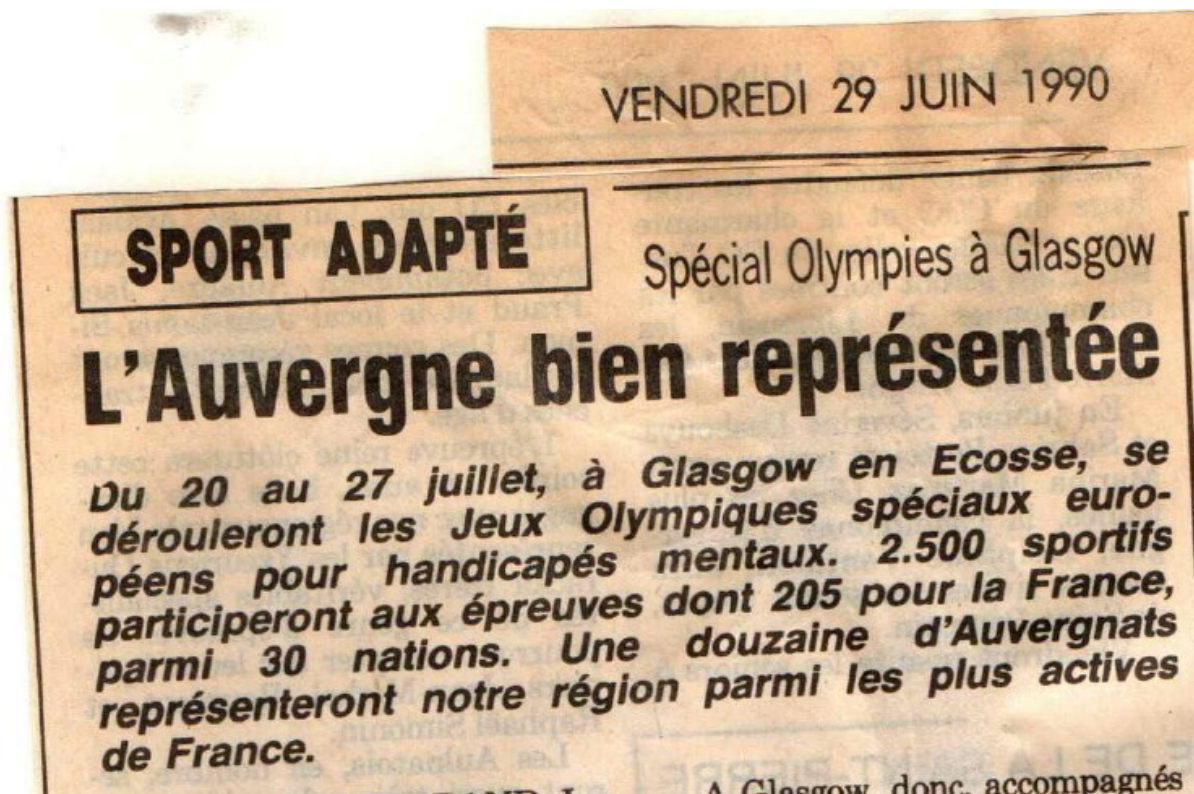 VENDREDI 29 JUIN 1990
SPORT ADAPTÉ
Spécial Olympies à Glasgow
L'Auvergne bien représentée
Du 20 au 27 juillet, à Glasgow en Ecosse, se
dérouleront les Jeux Olympiques spéciaux euro-
péens pour handicapés mentaux. 2.500 sportifs
participeront aux épreuves dont 205 pour la France,
parmi 30 nations. Une douzaine d'Auvergnats
représenteront notre région parmi les plus actives
de France.
A Glasgow, donc, accompagnés